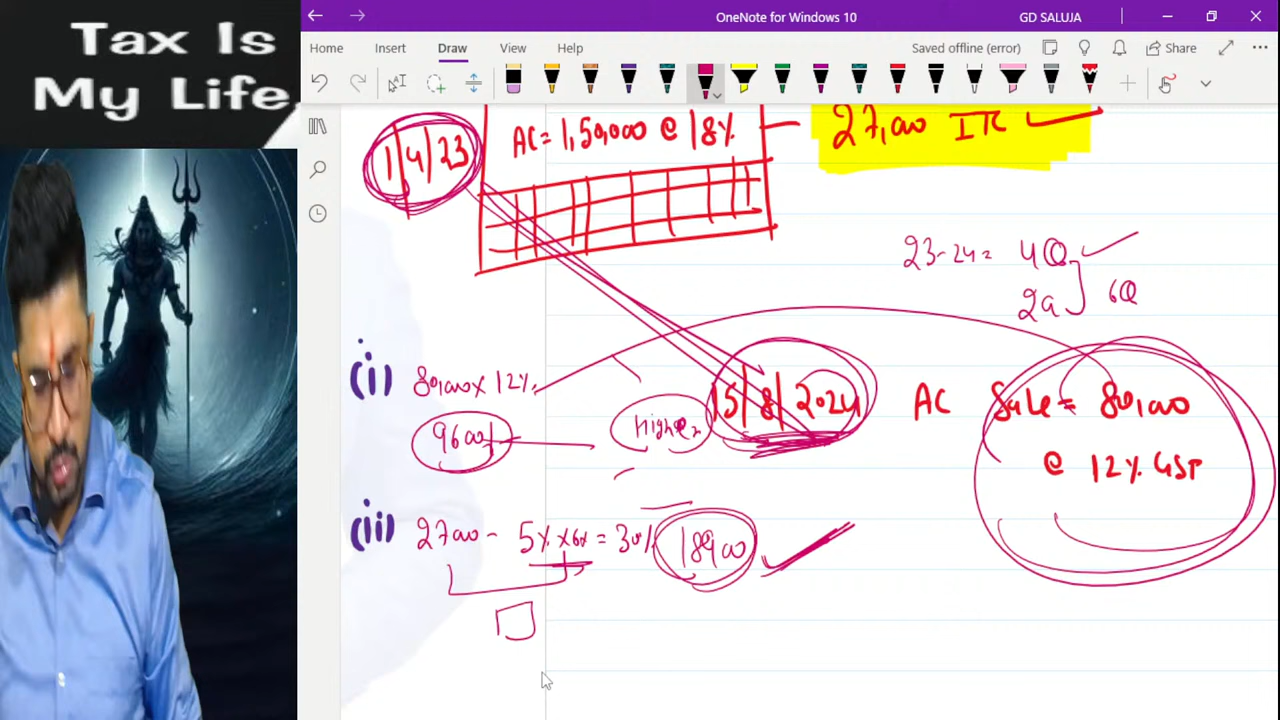 Tax Is
My Life,
OneNote for Windows 10
GD SALUJA
Home Insert Draw View Help
Saved offline (error)
Share
1/4/23
AC = 1,50,000 @ 18%
27,000 ITC
23-24 = 4Q
2Q
6Q
(i) 80,000 x 12%
9600/
Higher
15/8/2024
AC Sale = 80,000
@ 12% GST
(ii) 27000 - 5% x 6x = 30%
18900